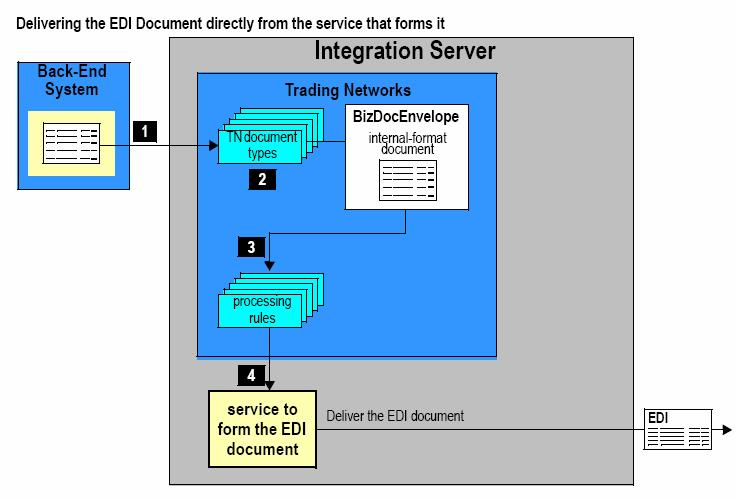 Delivering the EDI Document directly from the service that forms it
Integration Server
Back-End
System
Trading Networks
1
TN document
types
BizDocEnvelope
internal-format
document
2
3
processing
rules
4
service to
form the EDI
document
Deliver the EDI document
EDI